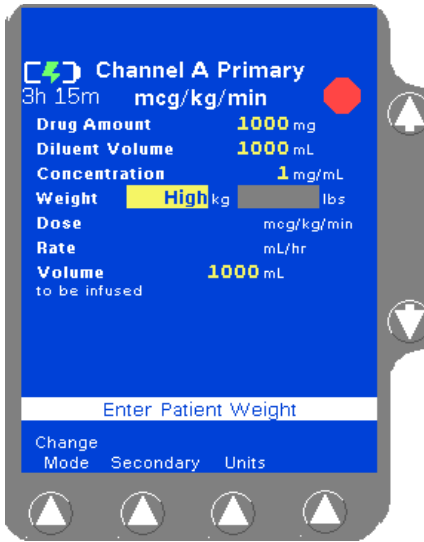 Channel A Primary
3h 15m mcg/kg/min
Drug Amount 1000 mg
Diluent Volume 1000 mL
Concentration 1 mg/mL
Weight High kg lbs
Dose mcg/kg/min
Rate mL/hr
Volume 1000 mL
to be infused
Enter Patient Weight
Change
Mode Secondary Units